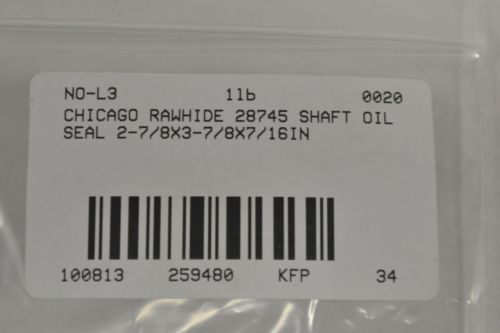 NO-L3 1lb 0020
CHICAGO RAWHIDE 28745 SHAFT OIL
SEAL 2-7/8X3-7/8X7/16IN
100813 259480 KFP 34